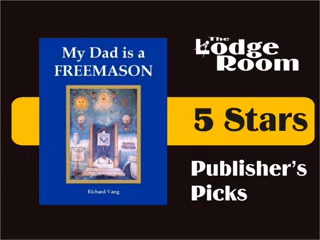 My Dad is a
FREEMASON
Richard Vang
The
Lodge
Room
5 Stars
Publisher's
Picks